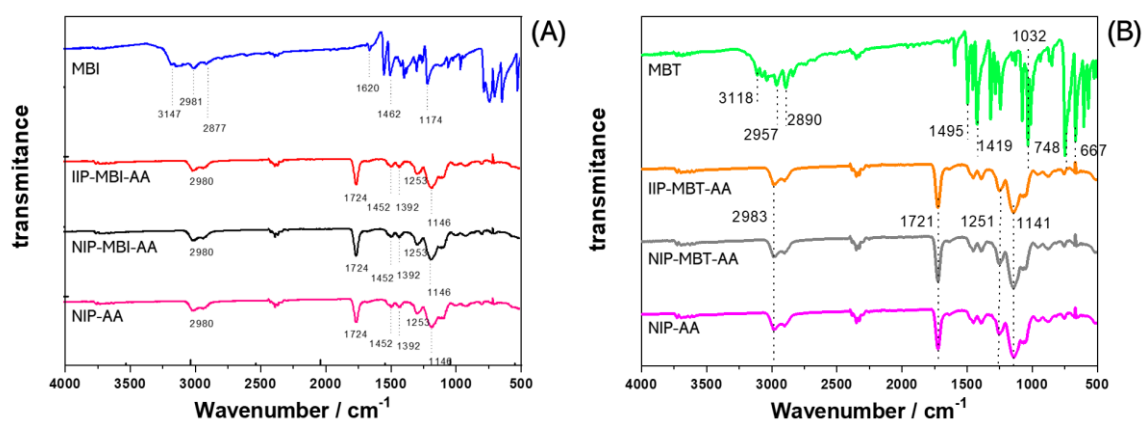 (A)
transmitance
MBI
3147
2981
2877
1620
1462
1174
IIP-MBI-AA
2980
1724
1452
1392
1253
1146
NIP-MBI-AA
2980
1724
1452
1392
1253
1146
NIP-AA
2980
1724
1452
1392
1253
1146
4000 3500 3000 2500 2000 1500 1000 500
Wavenumber / cm⁻¹
(B)
transmitance
MBT
1032
3118
2957
2890
1495
1419
748
667
IIP-MBT-AA
2983
1721
1251
1141
NIP-MBT-AA
NIP-AA
4000 3500 3000 2500 2000 1500 1000 500
Wavenumber / cm⁻¹